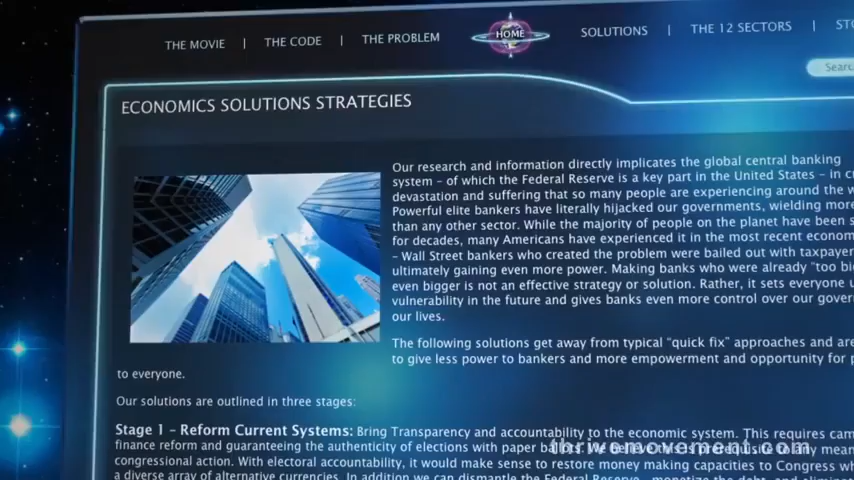 THE MOVIE | THE CODE | THE PROBLEM HOME SOLUTIONS | THE 12 SECTORS |
ECONOMICS SOLUTIONS STRATEGIES
Our research and information directly implicates the global central banking
system – of which the Federal Reserve is a key part in the United States – in
devastation and suffering that so many people are experiencing around the
Powerful elite bankers have literally hijacked our governments, wielding more
than any other sector. While the majority of people on the planet have been
for decades, many Americans have experienced it in the most recent
– Wall Street bankers who created the problem were bailed out with taxpayer
ultimately gaining even more power. Making banks who were already "too
even bigger is not an effective strategy or solution. Rather, it sets everyone
vulnerability in the future and gives banks even more control over our
our lives.
The following solutions get away from typical "quick fix" approaches and are
to give less power to bankers and more empowerment and opportunity for
to everyone.
Our solutions are outlined in three stages:
Stage 1 – Reform Current Systems: Bring Transparency and accountability to the economic system. This requires
finance reform and guaranteeing the authenticity of elections with paper
congressional action. With electoral accountability, it would make sense to restore money making capacities to Congress
a diverse array of alternative currencies. In addition we can dismantle the Federal Reserve, monetize the debt, and
thrivemovement.com